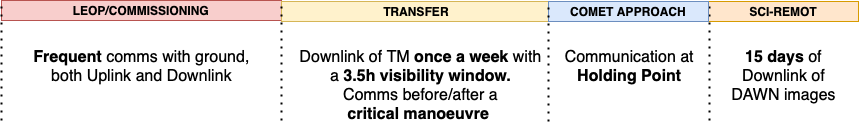 LEOP/COMMISSIONING
TRANSFER
COMET APPROACH
SCI-REMOT
Frequent comms with ground,
both Uplink and Downlink
Downlink of TM once a week with
a 3.5h visibility window.
Comms before/after a
critical manoeuvre
Communication at
Holding Point
15 days of
Downlink of
DAWN images